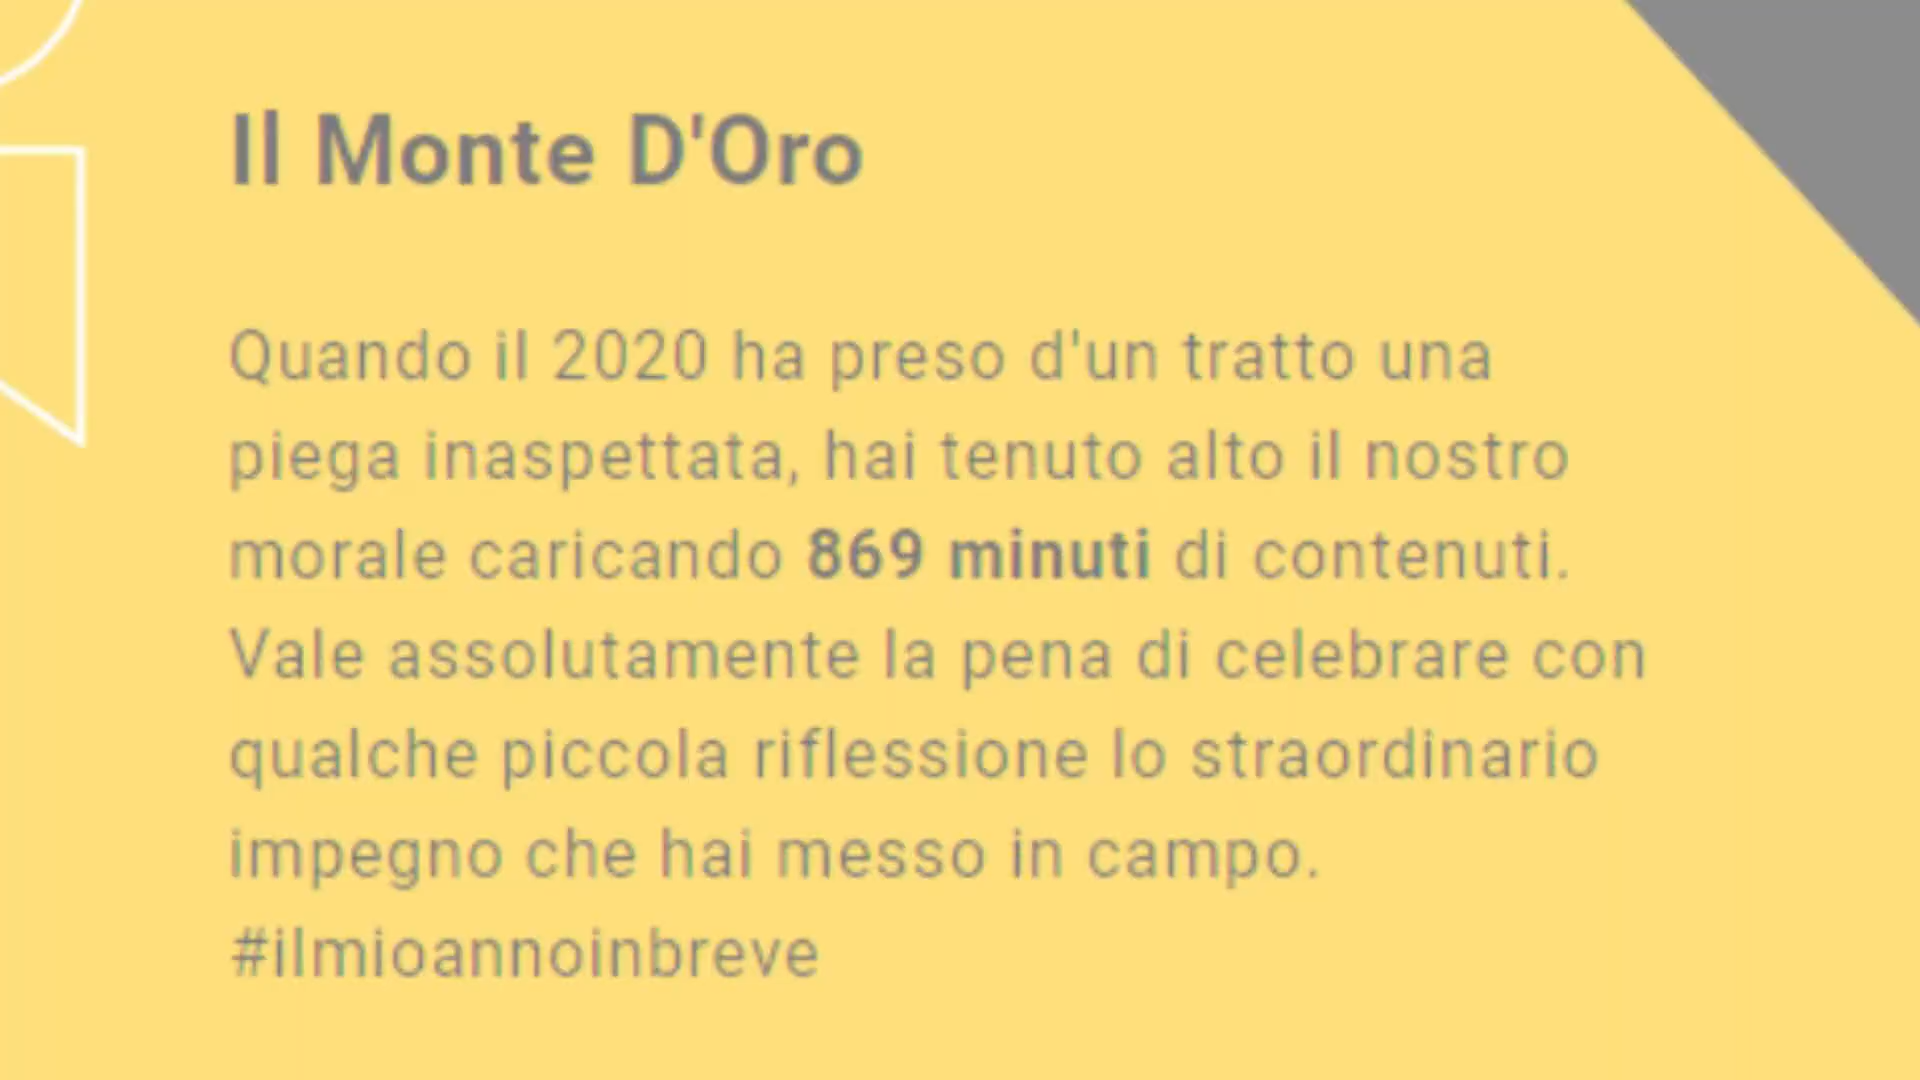 Il Monte D'Oro
Quando il 2020 ha preso d'un tratto una
piega inaspettata, hai tenuto alto il nostro
morale caricando 869 minuti di contenuti.
Vale assolutamente la pena di celebrare con
qualche piccola riflessione lo straordinario
impegno che hai messo in campo.
#ilmioannoinbreve